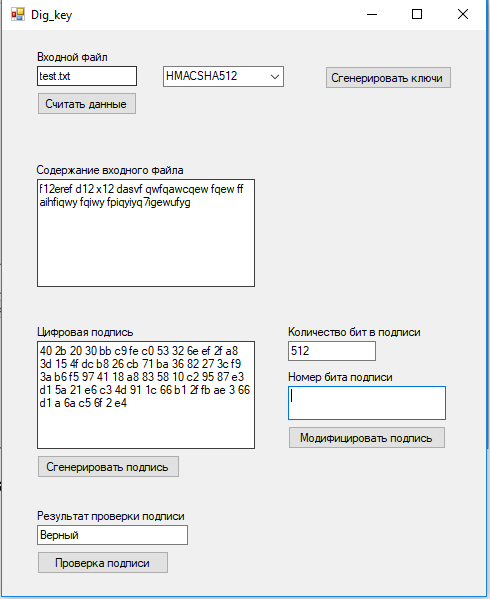 Dig_key
Входной файл
test.txt
HMACSHA512
Сгенерировать ключи
Считать данные
Содержание входного файла
f12eref d12 x12 dasvf qwfqawcqew fqew ff
aihfiqwy fqiwy fpiqyiyq7igewufyg
Цифровая подпись
40 2b 20 30 bb c9 fe c0 53 32 6e ef 2f a8
3d 15 4f dc b8 26 cb 71 ba 36 82 27 3c f9
3a b6 f5 97 41 18 a8 83 58 10 c2 95 87 e3
d1 5a 21 e6 c3 4d 91 1c 66 b1 2f fb ae 3 66
d1 a 6a c5 6f 2 e4
Количество бит в подписи
512
Номер бита подписи
Модифицировать подпись
Сгенерировать подпись
Результат проверки подписи
Верный
Проверка подписи